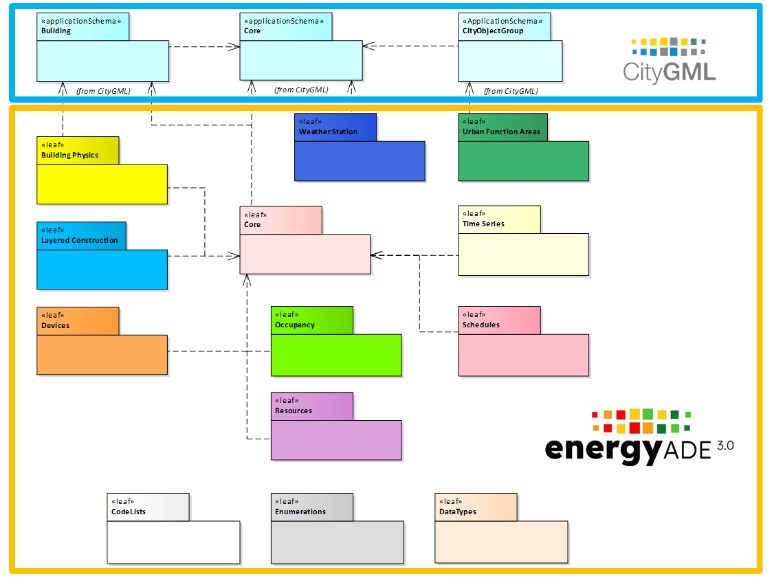 «applicationSchema»
Building
«applicationSchema»
Core
«ApplicationSchema»
CityObjectGroup
CityGML
(from CityGML)
(from CityGML)
(from CityGML)
«leaf»
Weather Station
«leaf»
Urban Function Areas
«leaf»
Building Physics
«leaf»
Core
«leaf»
Time Series
«leaf»
Layered Construction
«leaf»
Devices
«leaf»
Occupancy
«leaf»
Schedules
«leaf»
Resources
energyADE 3.0
«leaf»
CodeLists
«leaf»
Enumerations
«leaf»
DataTypes